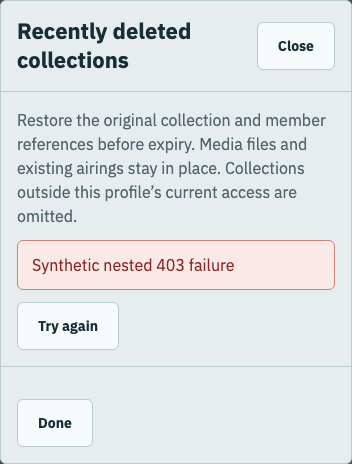 Recently deleted
collections
Close
Restore the original collection and member
references before expiry. Media files and
existing airings stay in place. Collections
outside this profile’s current access are
omitted.
Synthetic nested 403 failure
Try again
Done